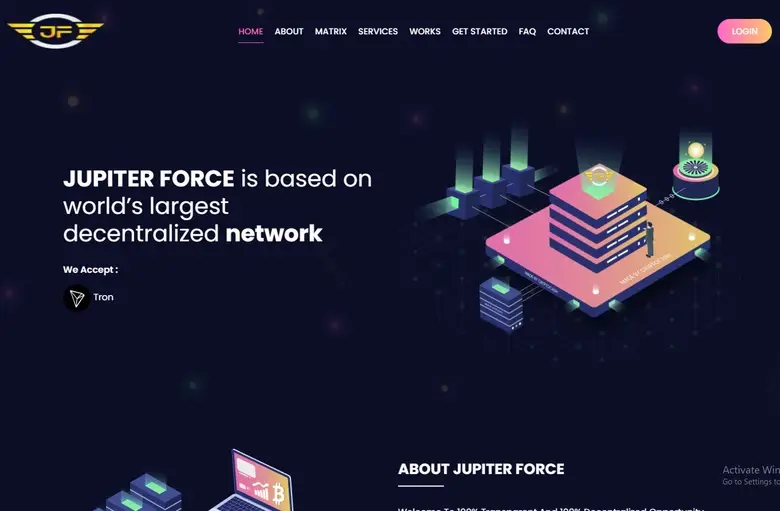 JF
HOME ABOUT MATRIX SERVICES WORKS GET STARTED FAQ CONTACT LOGIN
JUPITER FORCE is based on
world's largest
decentralized network
We Accept :
Tron
ABOUT JUPITER FORCE
Activate Win
Go to Settings to
Welcome To 100% Transparent And 100% Decentralized Opportunity